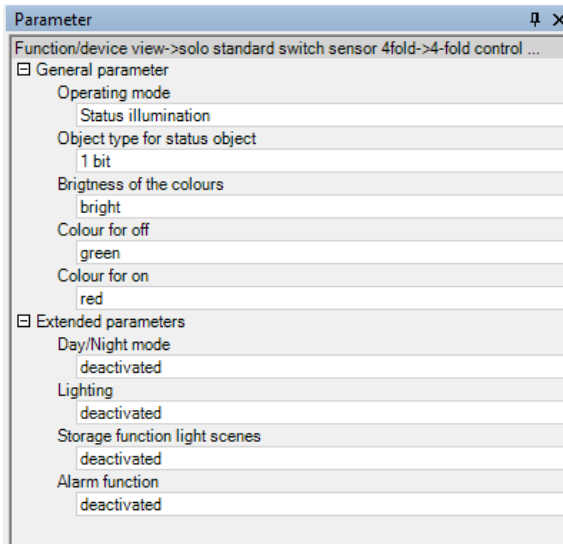 Parameter
Function/device view->solo standard switch sensor 4fold->4-fold control ...
General parameter
Operating mode
Status illumination
Object type for status object
1 bit
Brigtness of the colours
bright
Colour for off
green
Colour for on
red
Extended parameters
Day/Night mode
deactivated
Lighting
deactivated
Storage function light scenes
deactivated
Alarm function
deactivated